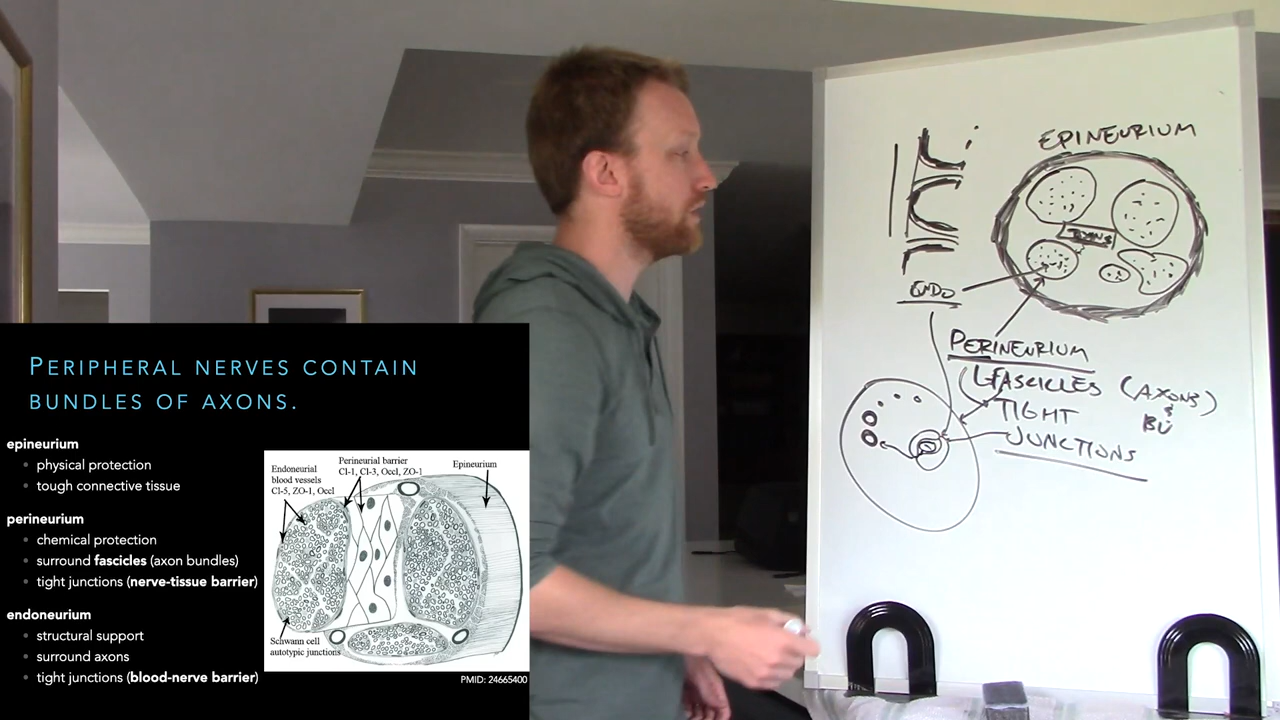 PERIPHERAL NERVES CONTAIN
BUNDLES OF AXONS.
epineurium
• physical protection
• tough connective tissue
perineurium
• chemical protection
• surround fascicles (axon bundles)
• tight junctions (nerve-tissue barrier)
endoneurium
• structural support
• surround axons
• tight junctions (blood-nerve barrier)
Endoneurial
blood vessels
Cl-5, ZO-1, Occl
Perineurial barrier
Cl-1, Cl-3, Occl, ZO-1
Epineurium
Schwann cell
autotypic junctions
PMID: 24665400
EPINEURIUM
AXONS
ENDO
PERINEURIUM
FASCICLES (AXONS)
TIGHT
JUNCTIONS